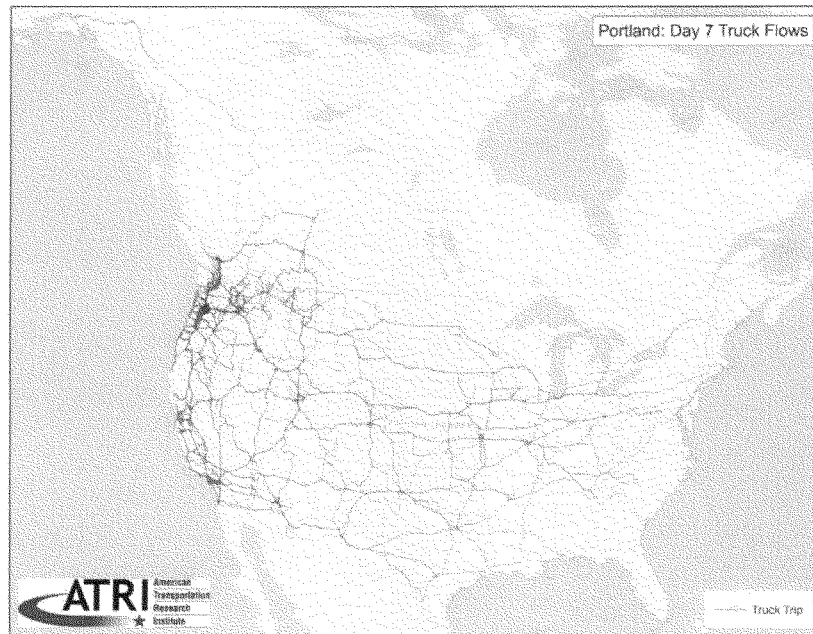 Portland: Day 7 Truck Flows
ATRI
American
Transportation
Research
Institute
Truck Trip